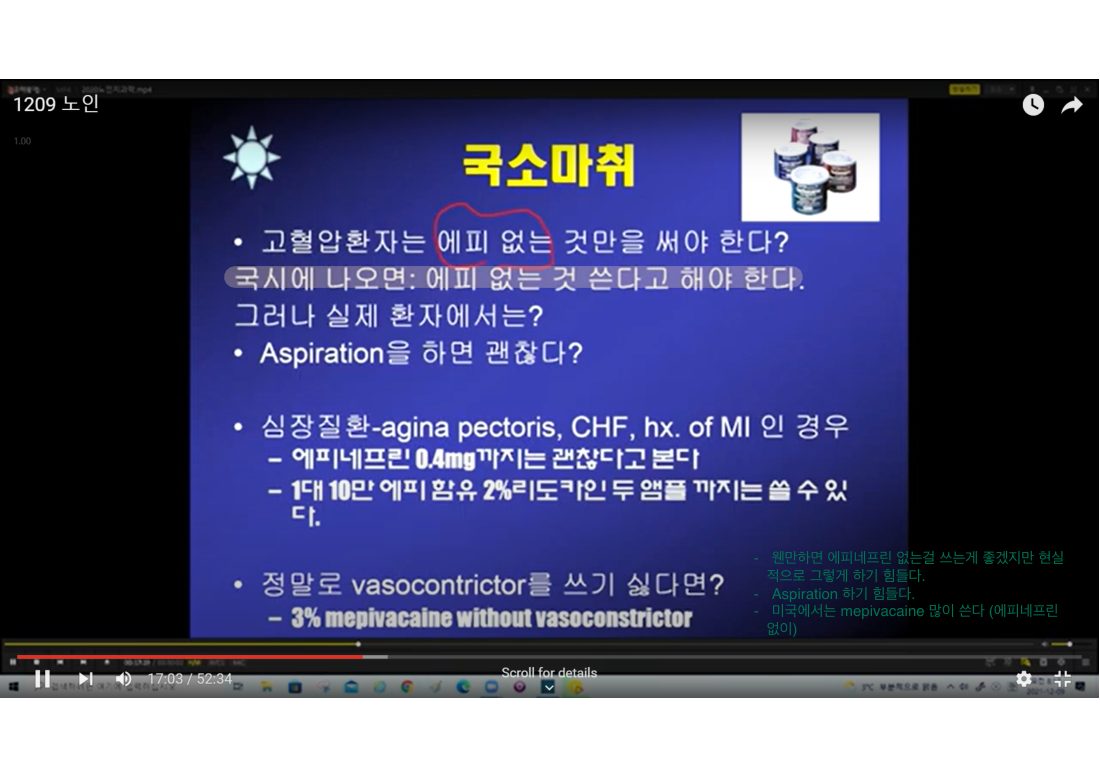 1209 노인
1.00
국소마취
• 고혈압환자는 에피 없는 것만을 써야 한다?
국시에 나오면: 에피 없는 것 쓴다고 해야 한다.
그러나 실제 환자에서는?
• Aspiration을 하면 괜찮다?
• 심장질환-agina pectoris, CHF, hx. of MI 인 경우
– 에피네프린 0.4mg까지는 괜찮다고 본다
– 1대 10만 에피 함유 2%리도카인 두 앰플 까지는 쓸 수 있
다.
• 정말로 vasocontrictor를 쓰기 싫다면?
– 3% mepivacaine without vasoconstrictor
- 웬만하면 에피네프린 없는걸 쓰는게 좋겠지만 현실
적으로 그렇게 하기 힘들다.
- Aspiration 하기 힘들다.
- 미국에서는 mepivacaine 많이 쓴다 (에피네프린
없이)
17:03 / 52:34
Scroll for details